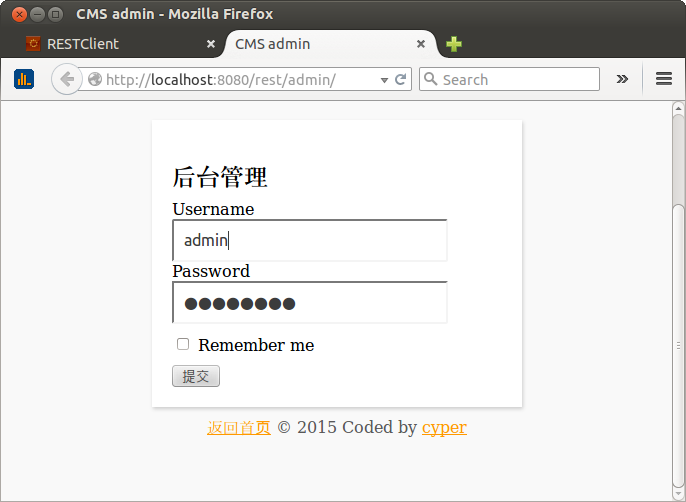 CMS admin - Mozilla Firefox
RESTClient
CMS admin
http://localhost:8080/rest/admin/
Search
后台管理
Username
admin
Password
Remember me
提交
返回首页 © 2015 Coded by cyper